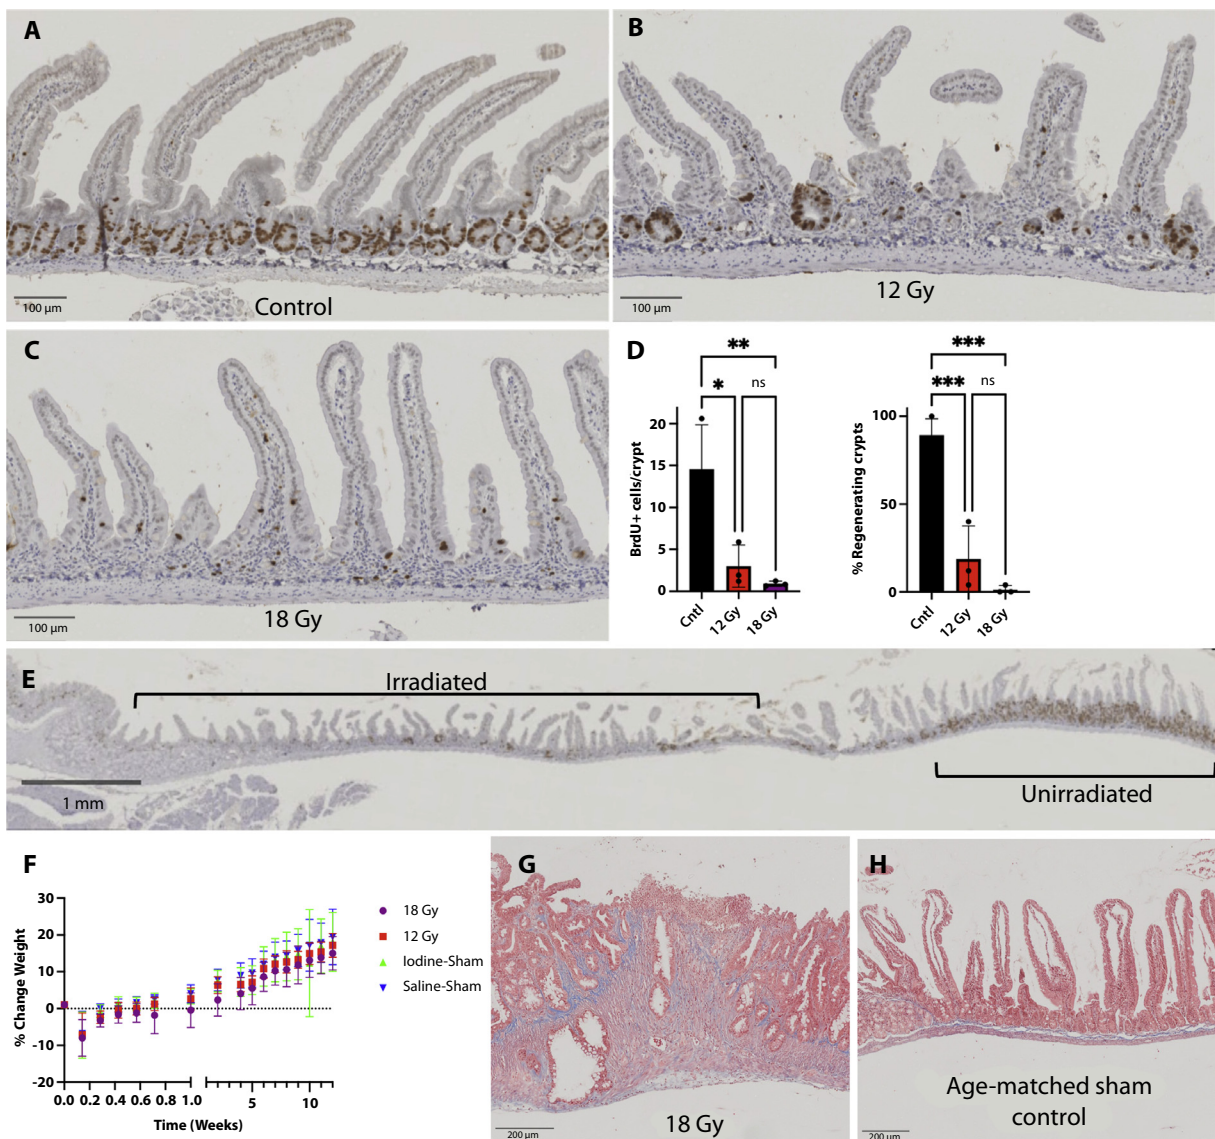 A
Control
100 µm
B
12 Gy
100 µm
C
18 Gy
100 µm
D
** 
* ns
20
15
10
5
0
BrdU+ cells/crypt
Cntl 12 Gy 18 Gy
***
*** ns
100
50
0
% Regenerating crypts
Cntl 12 Gy 18 Gy
E
Irradiated
Unirradiated
1 mm
F
30
20
10
0
-10
-20
% Change Weight
0.0 0.2 0.4 0.6 0.8 1.0 5 10
Time (Weeks)
18 Gy
12 Gy
Iodine-Sham
Saline-Sham
G
18 Gy
200 µm
H
Age-matched sham
control
200 µm